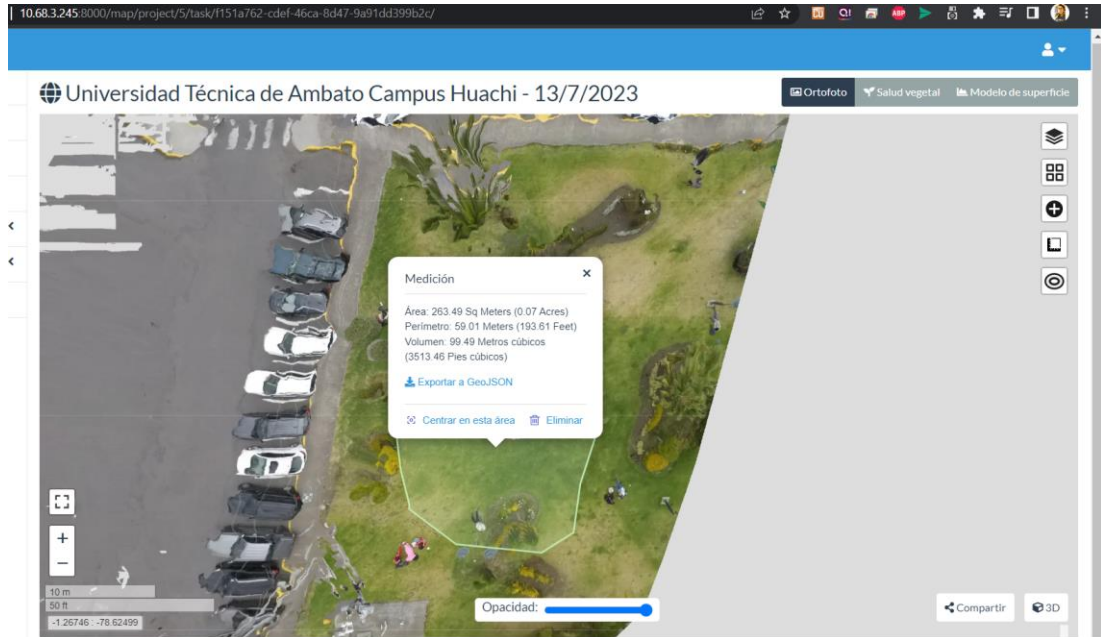 10.68.3.245:8000/map/project/5/task/f151a762-cdef-46ca-8d47-9a91dd399b2c/
Universidad Técnica de Ambato Campus Huachi - 13/7/2023
Ortofoto Salud vegetal Modelo de superficie
Medición
Área: 263.49 Sq Meters (0.07 Acres)
Perímetro: 59.01 Meters (193.61 Feet)
Volumen: 99.49 Metros cúbicos
(3513.46 Pies cúbicos)
Exportar a GeoJSON
Centrar en esta área Eliminar
10 m
50 ft
-1.26746 : -78.62499
Opacidad:
Compartir 3D